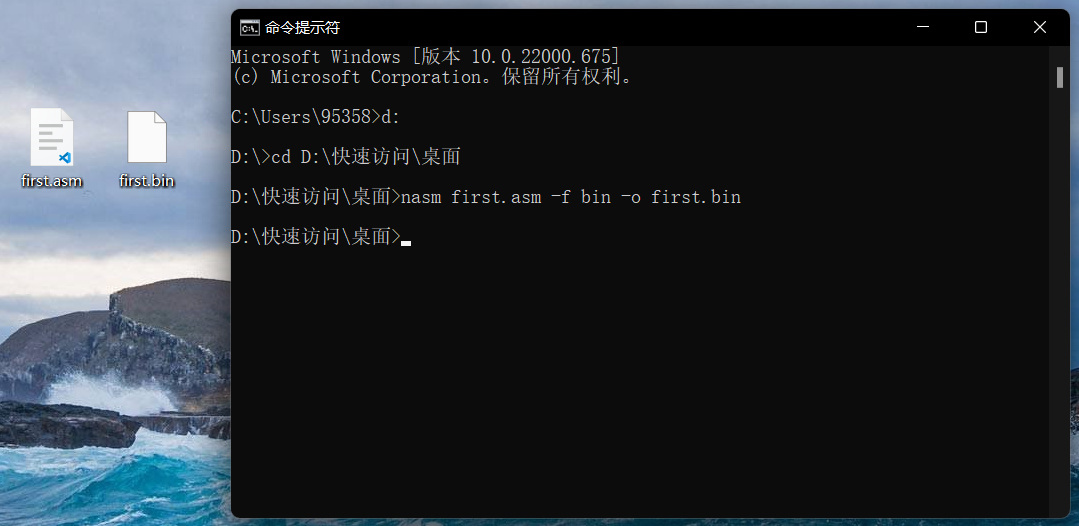 命令提示符
Microsoft Windows [版本 10.0.22000.675]
(c) Microsoft Corporation。保留所有权利。
C:\Users\95358>d:
D:\>cd D:\快速访问\桌面
D:\快速访问\桌面>nasm first.asm -f bin -o first.bin
D:\快速访问\桌面>
first.asm
first.bin